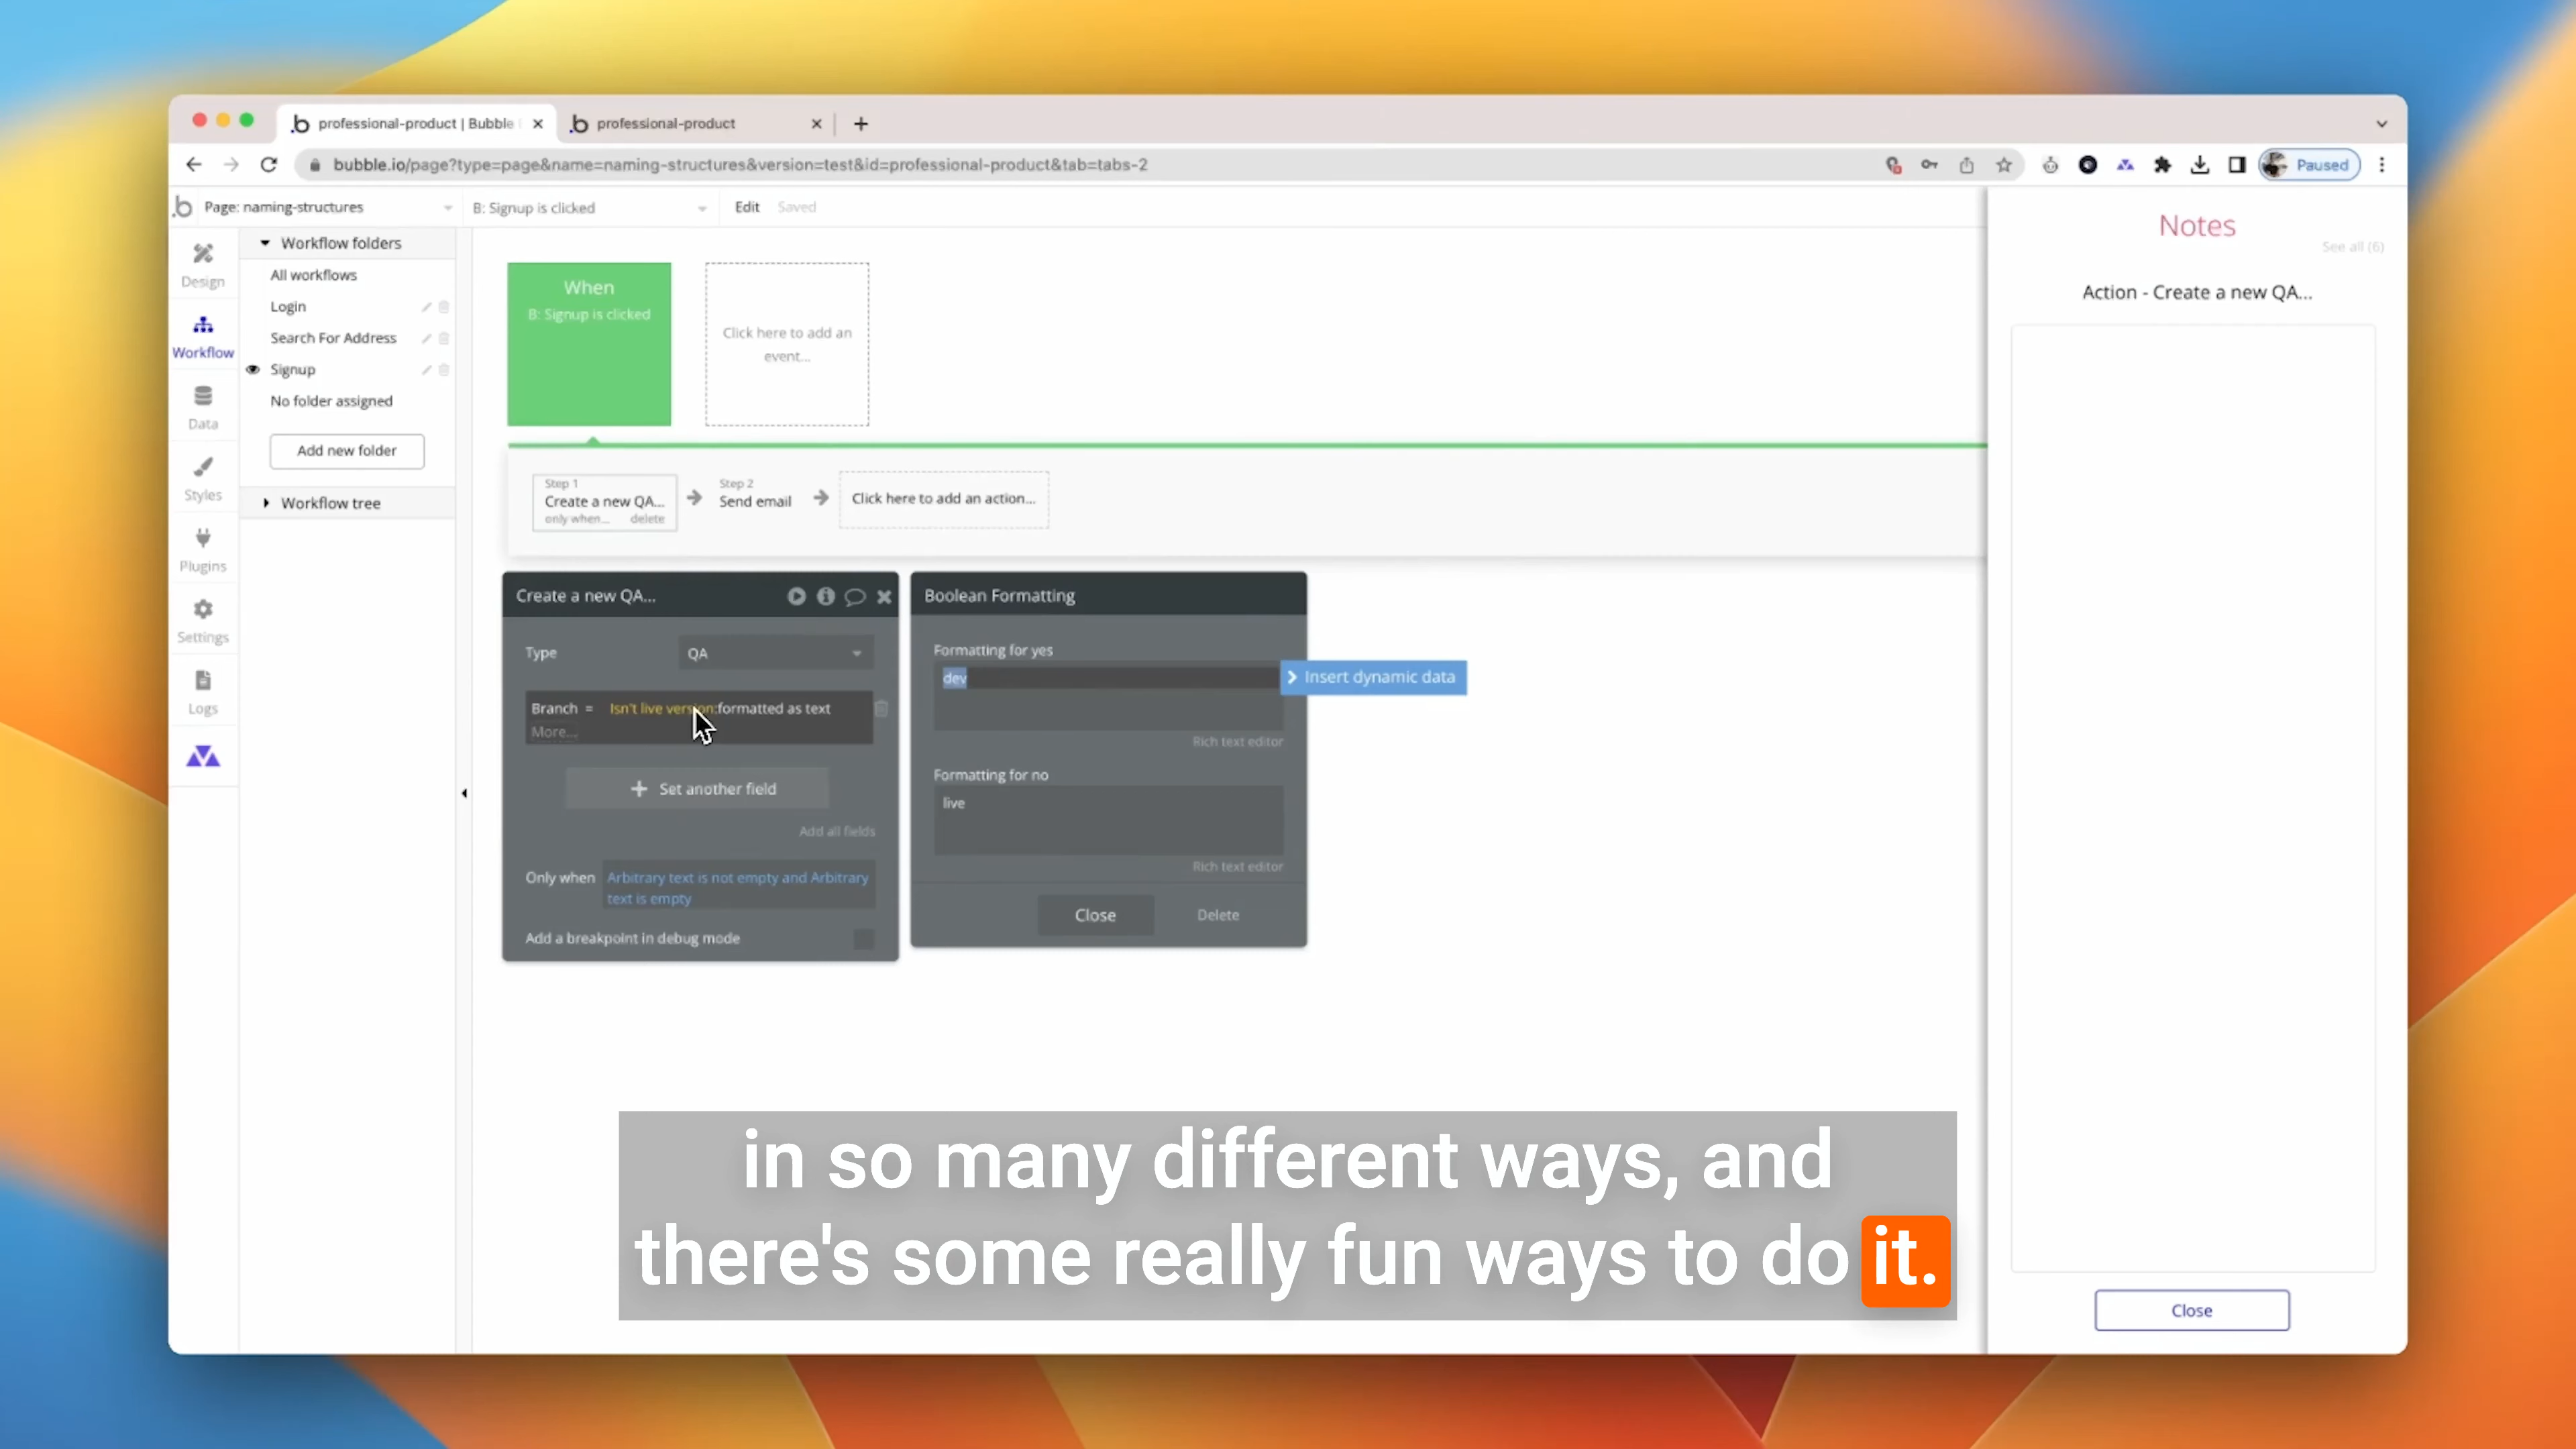 professional-product | Bubble
professional-product
bubble.io/page?type=page&name=naming-structures&version=test&id=professional-product&tab=tabs-2
Paused
Page: naming-structures
B: Signup is clicked
Edit
Saved
Design
Workflow
Data
Styles
Plugins
Settings
Logs
Workflow folders
All workflows
Login
Search For Address
Signup
No folder assigned
Add new folder
Workflow tree
When
B: Signup is clicked
Click here to add an
event...
Step 1
Create a new QA...
only when...
delete
Step 2
Send email
Click here to add an action...
Create a new QA...
Type
QA
Branch =
Isn't live version:formatted as text
More...
Set another field
Add all fields
Only when
Arbitrary text is not empty and Arbitrary
text is empty
Add a breakpoint in debug mode
Boolean Formatting
Formatting for yes
dev
Insert dynamic data
Rich text editor
Formatting for no
live
Rich text editor
Close
Delete
Notes
See all (6)
Action - Create a new QA...
Close
in so many different ways, and
there's some really fun ways to do it.